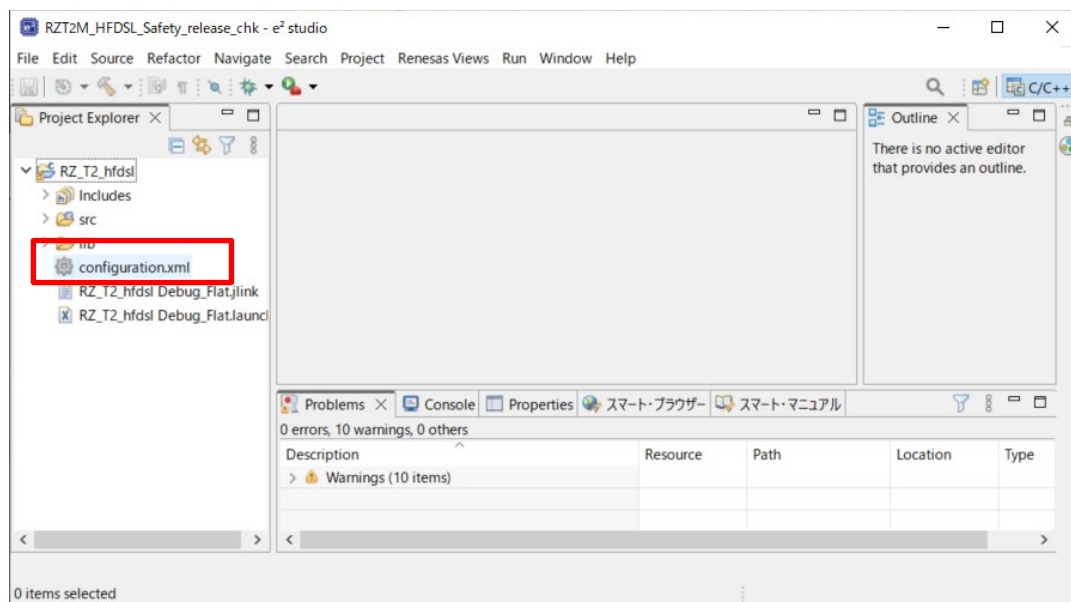 RZT2M_HFDSL_Safety_release_chk - e² studio
File Edit Source Refactor Navigate Search Project Renesas Views Run Window Help
C/C++
Project Explorer
Outline
There is no active editor
that provides an outline.
RZ_T2_hfdsl
Includes
src
lib
configuration.xml
RZ_T2_hfdsl Debug_Flat.jlink
RZ_T2_hfdsl Debug_Flat.launcl
Problems Console Properties スマート・ブラウザー スマート・マニュアル
0 errors, 10 warnings, 0 others
Description Resource Path Location Type
Warnings (10 items)
0 items selected